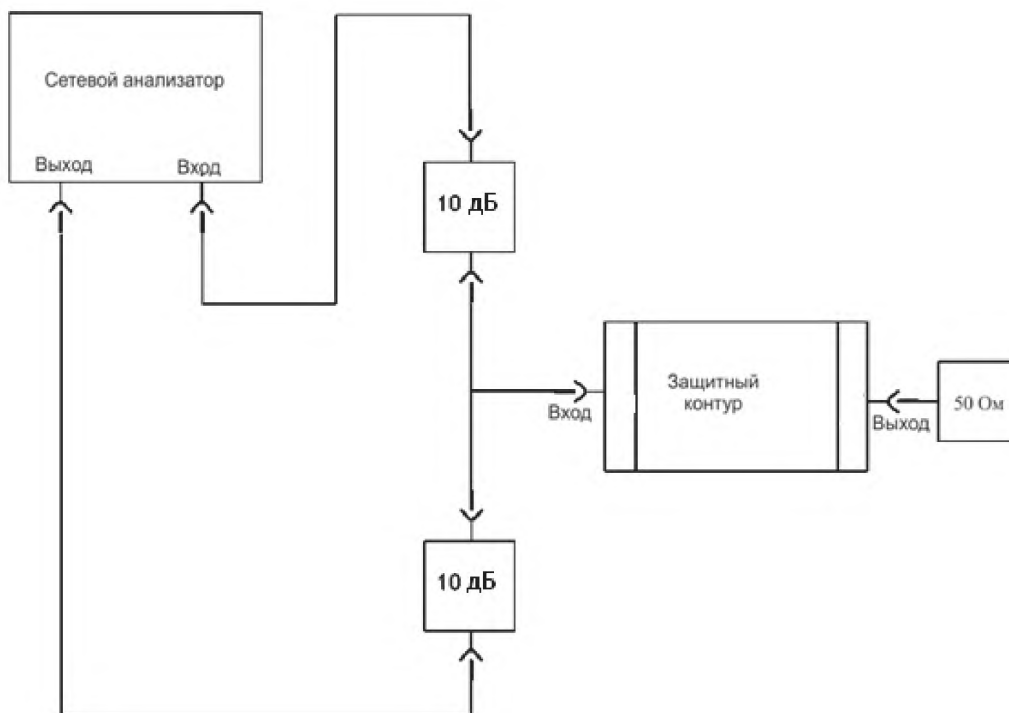 Сетевой анализатор
Выход
Вход
10 дБ
Защитный
контур
Вход
Выход
50 Ом
10 дБ